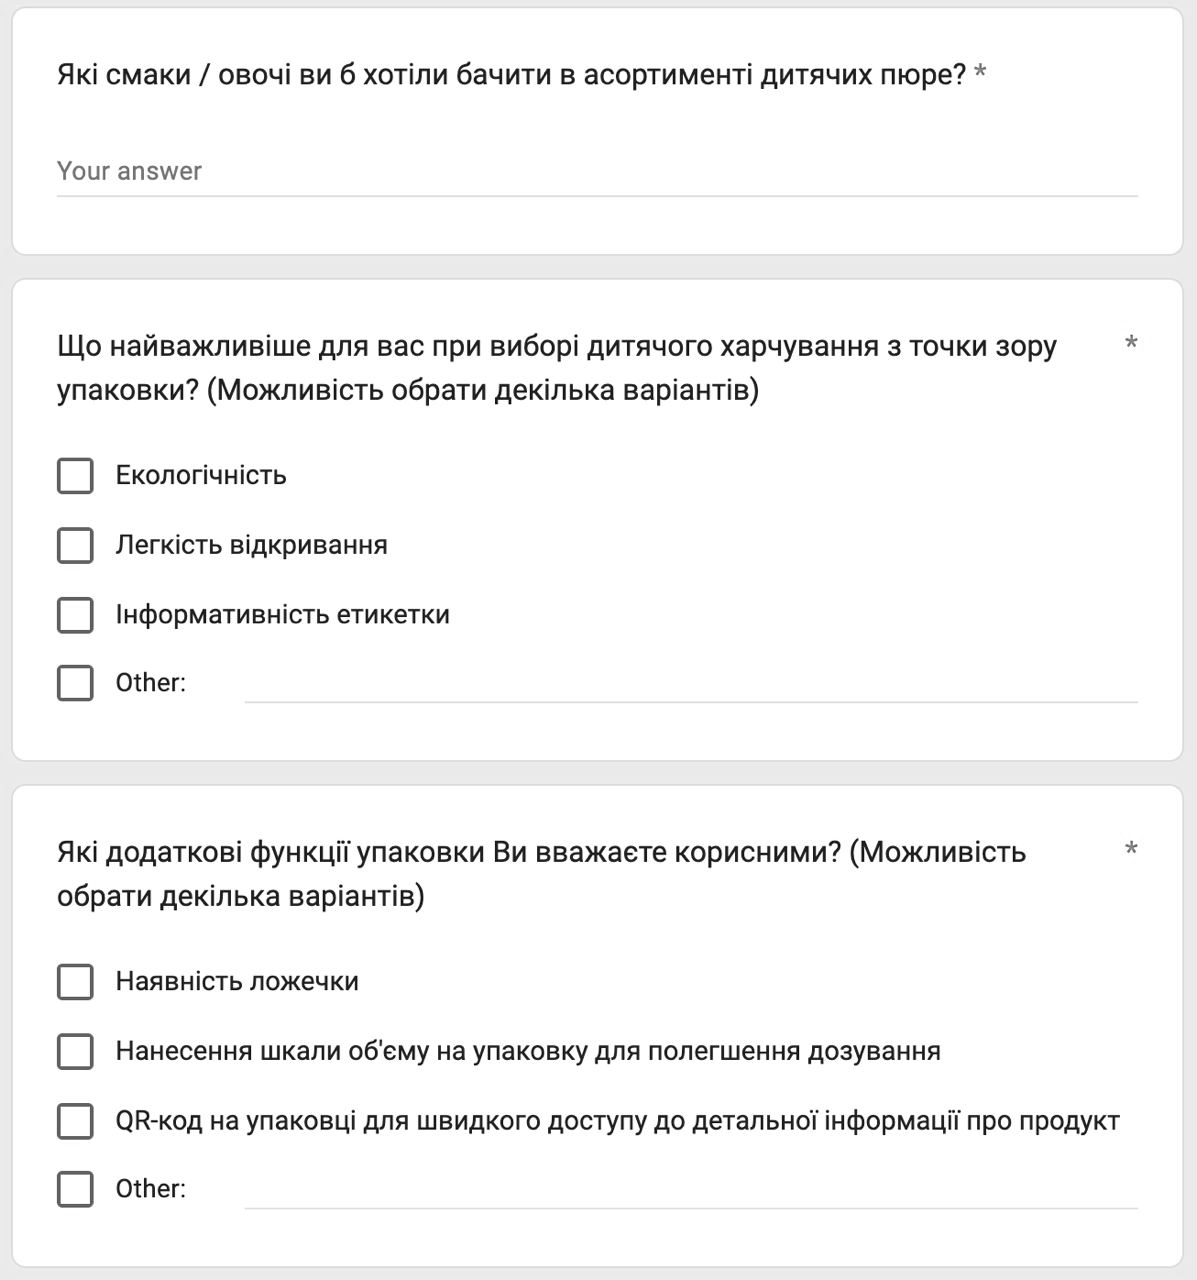 Які смаки / овочі ви б хотіли бачити в асортименті дитячих пюре? *
Your answer
Що найважливіше для вас при виборі дитячого харчування з точки зору *
упаковки? (Можливість обрати декілька варіантів)
Екологічність
Легкість відкривання
Інформативність етикетки
Other:
Які додаткові функції упаковки Ви вважаєте корисними? (Можливість *
обрати декілька варіантів)
Наявність ложечки
Нанесення шкали об'єму на упаковку для полегшення дозування
QR-код на упаковці для швидкого доступу до детальної інформації про продукт
Other: